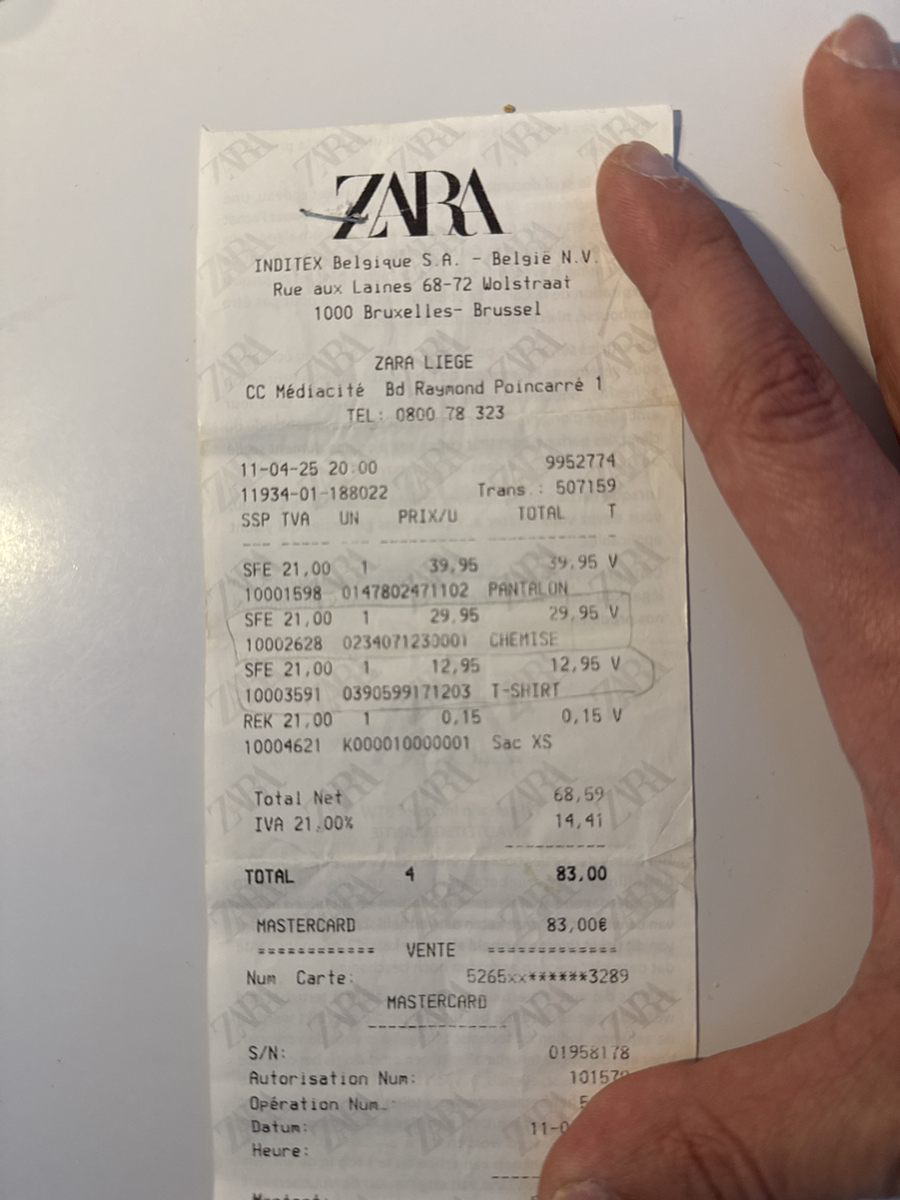 ZARA
INDITEX Belgique S.A. - België N.V.
Rue aux Laines 68-72 Wolstraat
1000 Bruxelles- Brussel
ZARA LIEGE
CC Médiacité Bd Raymond Poincarré 1
TEL: 0800 78 323
11-04-25 20:00 9952774
11934-01-188022 Trans.: 507159
SSP TVA UN PRIX/U TOTAL T
SFE 21,00 1 39,95 39,95 V
10001598 0147802471102 PANTALON
SFE 21,00 1 29,95 29,95 V
10002628 0234071230001 CHEMISE
SFE 21,00 1 12,95 12,95 V
10003591 0390599171203 T-SHIRT
REK 21,00 1 0,15 0,15 V
10004621 K000010000001 Sac XS
Total Net 68,59
IVA 21,00% 14,41
TOTAL 4 83,00
MASTERCARD 83,00€
============ VENTE =============
Num Carte: 5265xx******3289
MASTERCARD
S/N: 01958178
Autorisation Num: 10157
Opération Num.: 5
Datum: 11-0
Heure: